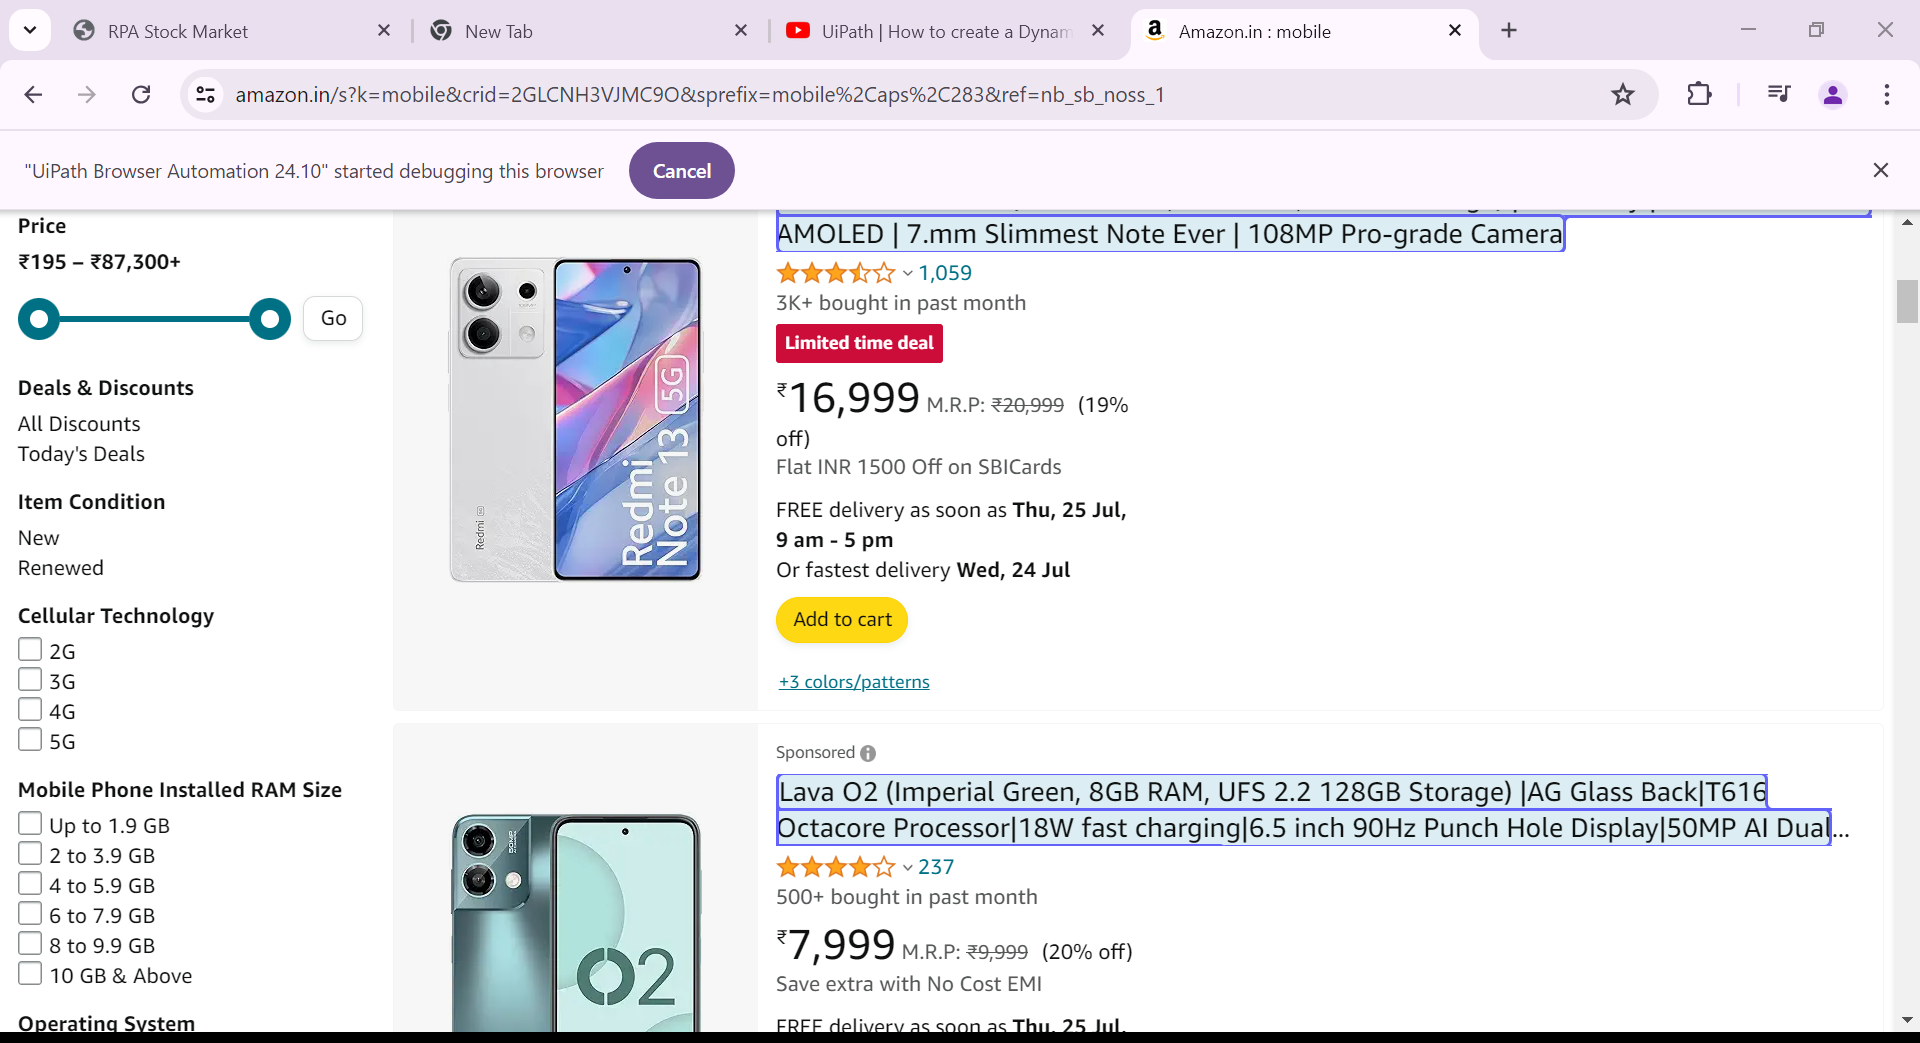 RPA Stock Market
New Tab
UiPath | How to create a Dynam
Amazon.in : mobile
amazon.in/s?k=mobile&crid=2GLCNH3VJMC9O&sprefix=mobile%2Caps%2C283&ref=nb_sb_noss_1
"UiPath Browser Automation 24.10" started debugging this browser
Cancel
Price
₹195 – ₹87,300+
Go
Deals & Discounts
All Discounts
Today's Deals
Item Condition
New
Renewed
Cellular Technology
2G
3G
4G
5G
Mobile Phone Installed RAM Size
Up to 1.9 GB
2 to 3.9 GB
4 to 5.9 GB
6 to 7.9 GB
8 to 9.9 GB
10 GB & Above
Operating System
Redmi
Redmi
Note 13 5G
AMOLED | 7.mm Slimmest Note Ever | 108MP Pro-grade Camera
1,059
3K+ bought in past month
Limited time deal
₹16,999 M.R.P: ₹20,999 (19%
off)
Flat INR 1500 Off on SBICards
FREE delivery as soon as Thu, 25 Jul,
9 am - 5 pm
Or fastest delivery Wed, 24 Jul
Add to cart
+3 colors/patterns
50MP
O2
Sponsored
Lava O2 (Imperial Green, 8GB RAM, UFS 2.2 128GB Storage) |AG Glass Back|T616
Octacore Processor|18W fast charging|6.5 inch 90Hz Punch Hole Display|50MP AI Dual...
237
500+ bought in past month
₹7,999 M.R.P: ₹9,999 (20% off)
Save extra with No Cost EMI
FREE delivery as soon as Thu, 25 Jul,